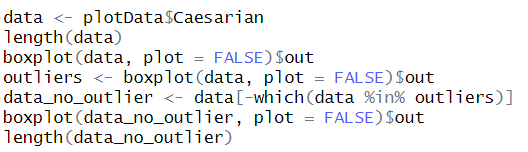 data <- plotData$Caesarian
length(data)
boxplot(data, plot = FALSE)$out
outliers <- boxplot(data, plot = FALSE)$out
data_no_outlier <- data[-which(data %in% outliers)]
boxplot(data_no_outlier, plot = FALSE)$out
length(data_no_outlier)